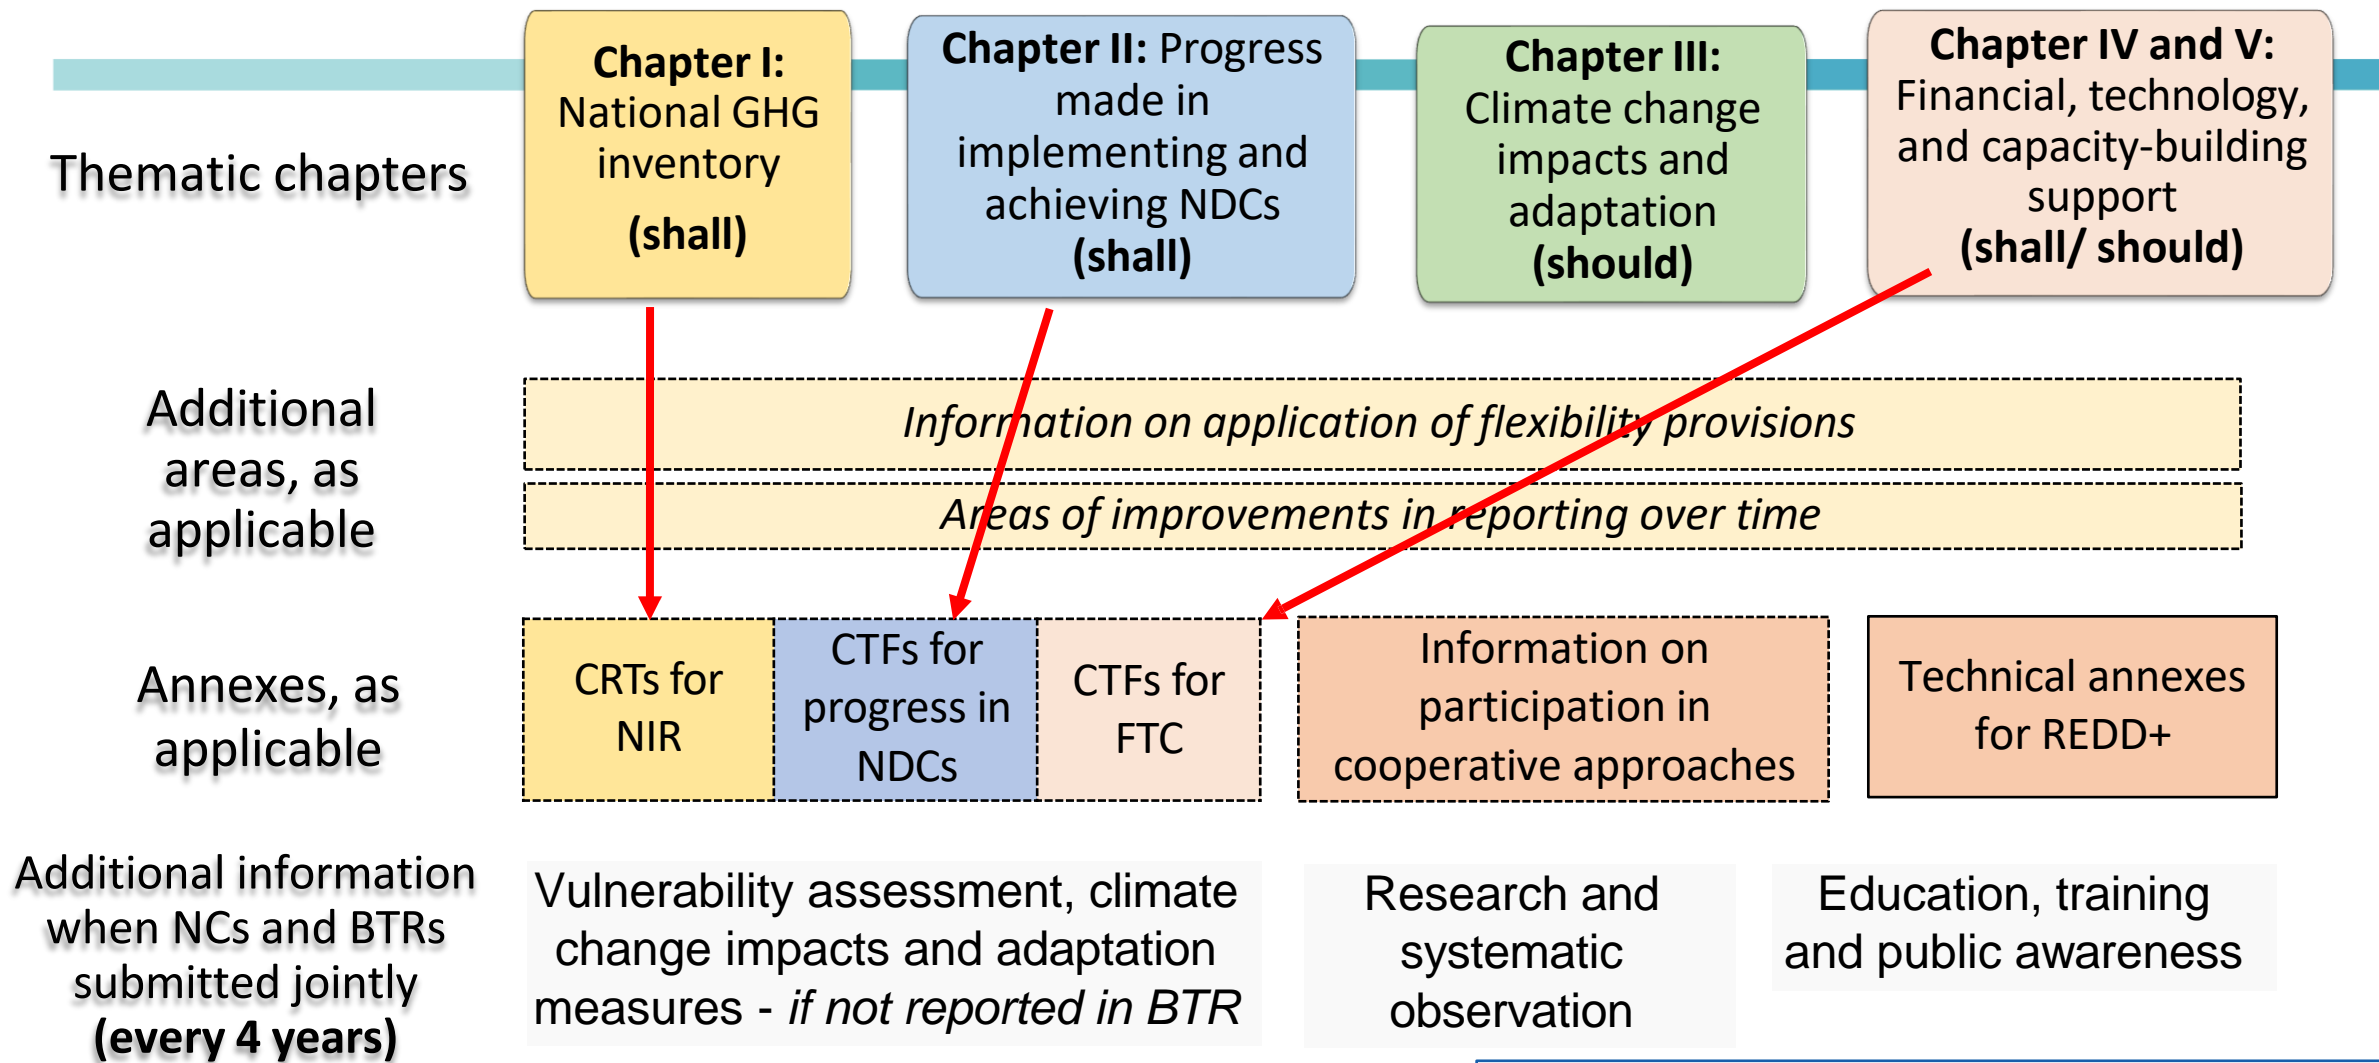 Thematic chapters
Chapter I:
National GHG
inventory
(shall)
Chapter II: Progress
made in
implementing and
achieving NDCs
(shall)
Chapter III:
Climate change
impacts and
adaptation
(should)
Chapter IV and V:
Financial, technology,
and capacity-building
support
(shall/ should)
Additional
areas, as
applicable
Information on application of flexibility provisions
Areas of improvements in reporting over time
Annexes, as
applicable
CRTs for
NIR
CTFs for
progress in
NDCs
CTFs for
FTC
Information on
participation in
cooperative approaches
Technical annexes
for REDD+
Additional information
when NCs and BTRs
submitted jointly
(every 4 years)
Vulnerability assessment, climate
change impacts and adaptation
measures - if not reported in BTR
Research and
systematic
observation
Education, training
and public awareness